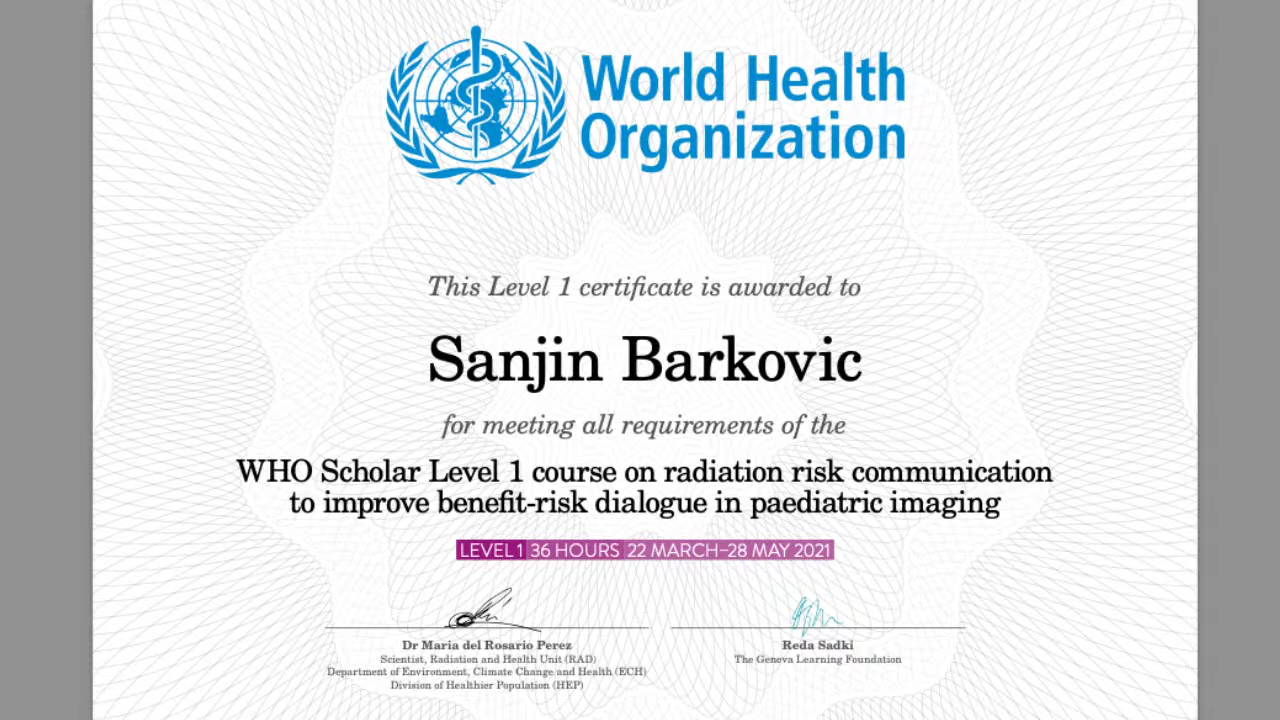 World Health
Organization
This Level 1 certificate is awarded to
Sanjin Barkovic
for meeting all requirements of the
WHO Scholar Level 1 course on radiation risk communication
to improve benefit-risk dialogue in paediatric imaging
LEVEL 1 36 HOURS 22 MARCH–28 MAY 2021
Dr Maria del Rosario Perez
Scientist, Radiation and Health Unit (RAD)
Department of Environment, Climate Change and Health (ECH)
Division of Healthier Population (HEP)
Reda Sadki
The Geneva Learning Foundation